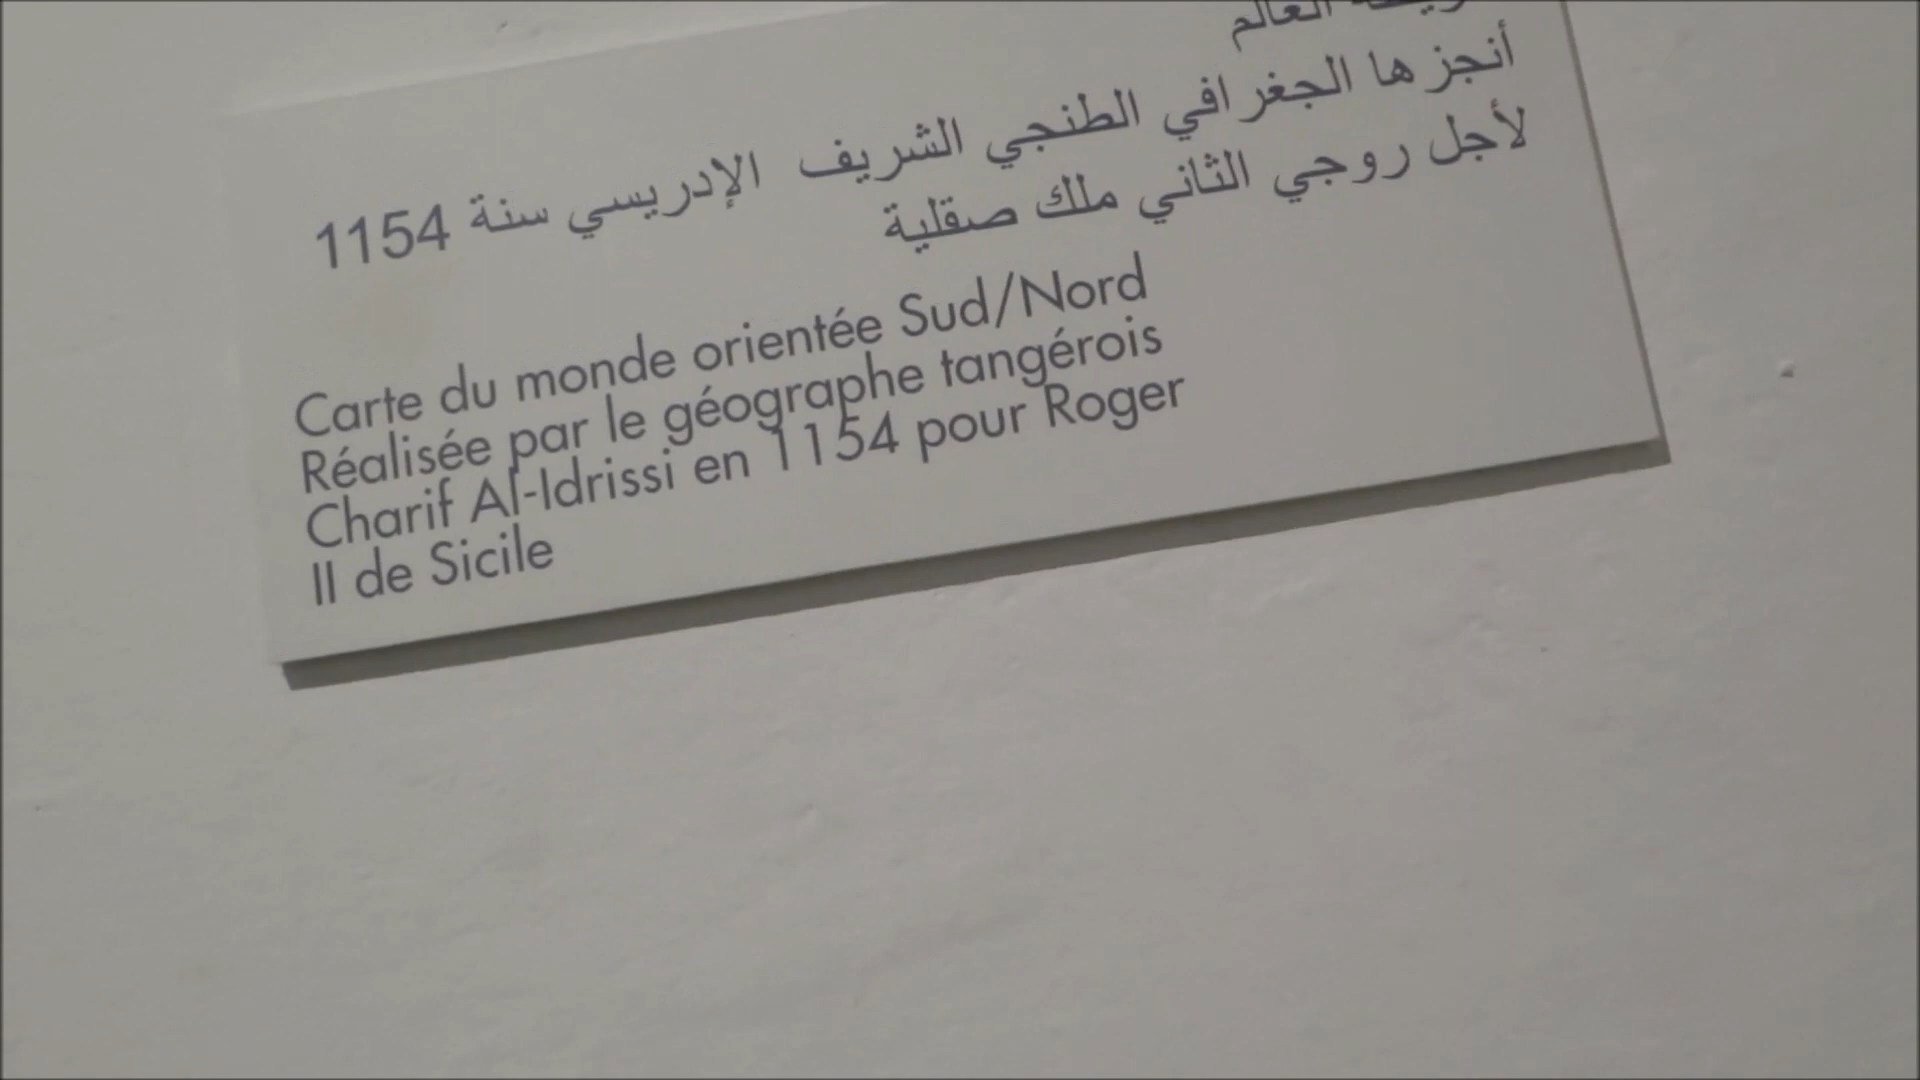 العالم
أنجزها الجغرافي الطنجي الشريف الإدريسي سنة 1154
لأجل روجي الثاني ملك صقلية
Carte du monde orientée Sud/Nord
Réalisée par le géographe tangérois
Charif Al-Idrissi en 1154 pour Roger
II de Sicile